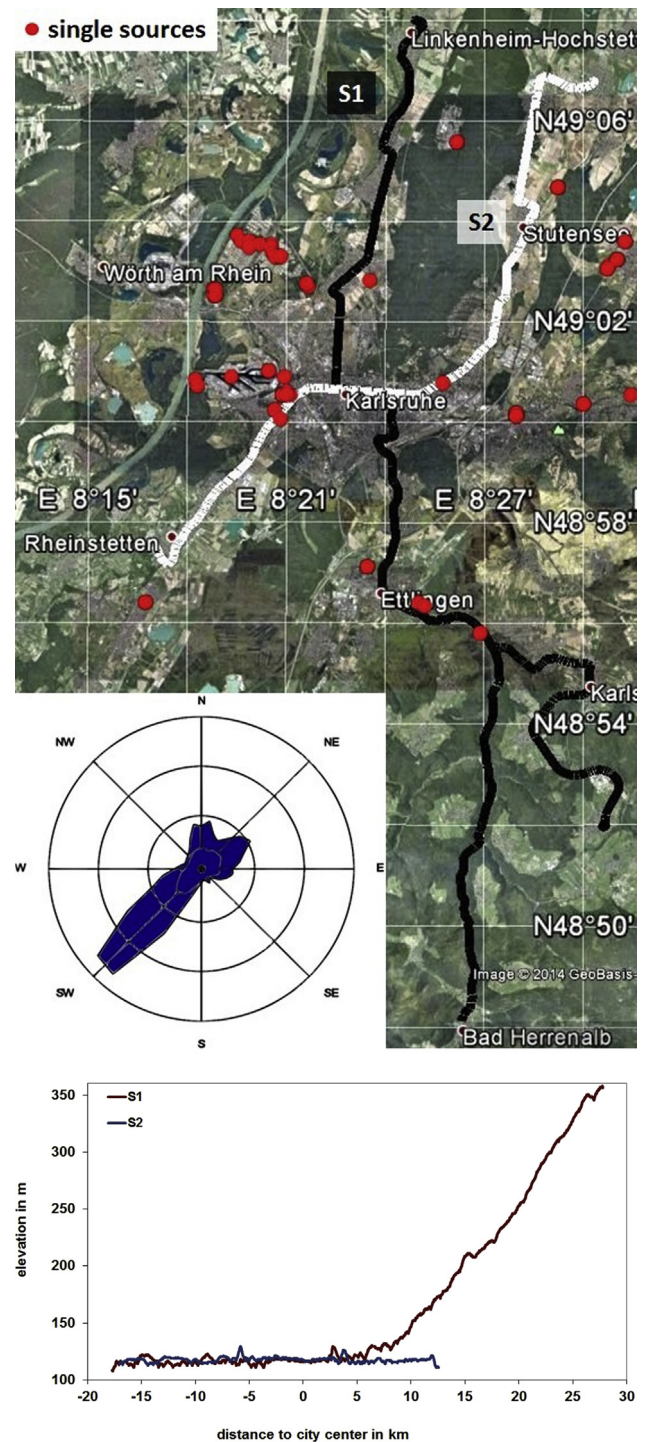 single sources
Linkenheim-Hochstett
S1
N49°06'
S2
Stutensee
Wörth am Rhein
N49°02'
Karlsruhe
E 8°15'
E 8°21'
E 8°27'
N48°58'
Rheinstetten
Ettlingen
Karls
N48°54'
N
NW
NE
W
E
N48°50'
Image © 2014 GeoBasis-
SW
SE
S
Bad Herrenalb
350
S1
S2
300
250
200
150
100
elevation in m
-20
-15
-10
-5
0
5
10
15
20
25
30
distance to city center in km